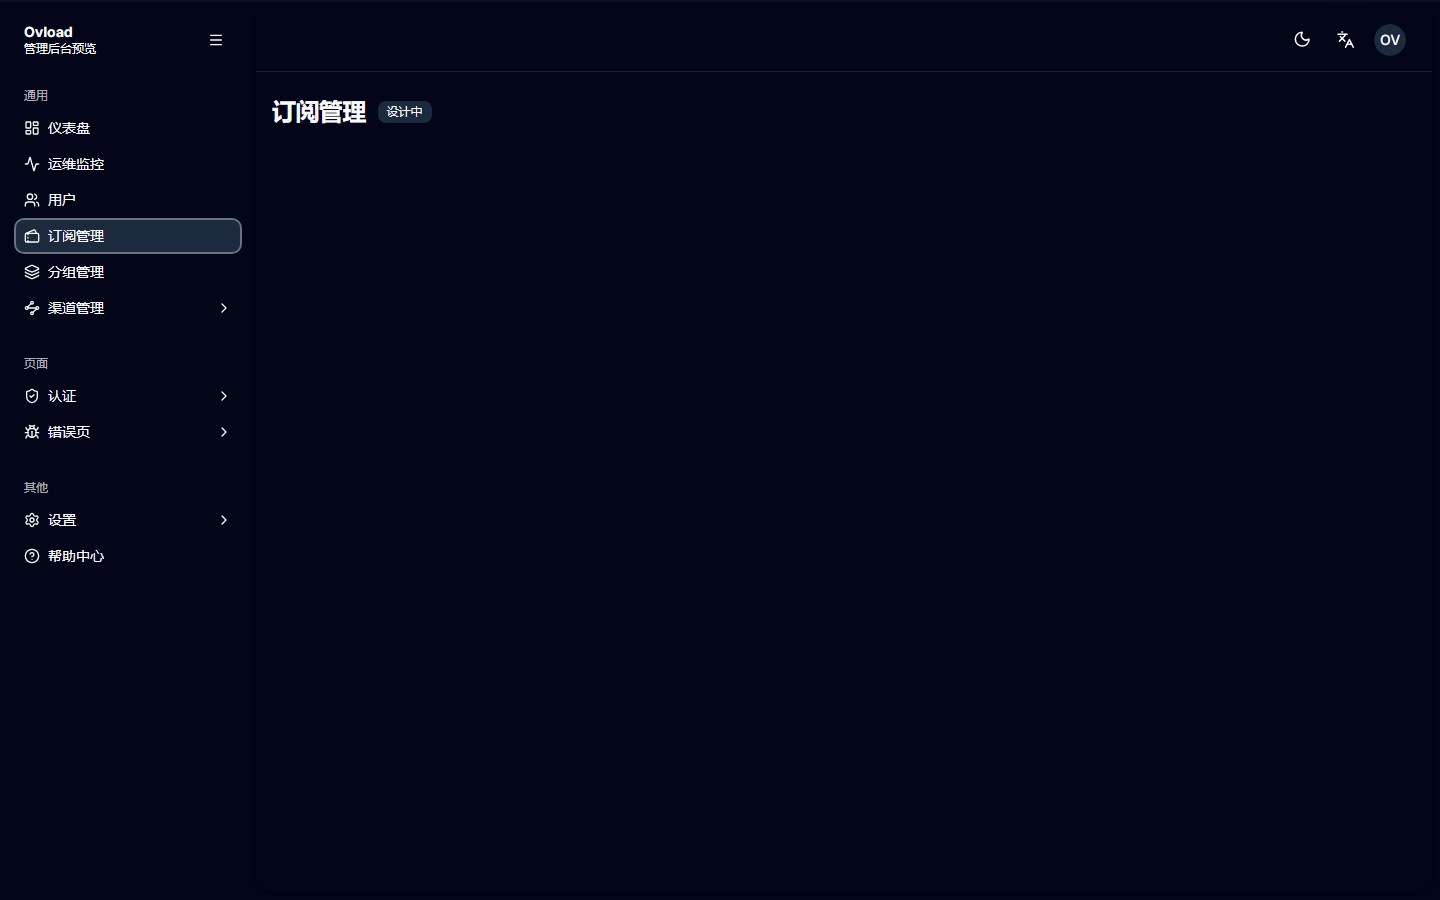 Ovload
管理后台预览
OV
通用
仪表盘
运维监控
用户
订阅管理
分组管理
渠道管理
页面
认证
错误页
其他
设置
帮助中心
订阅管理
设计中